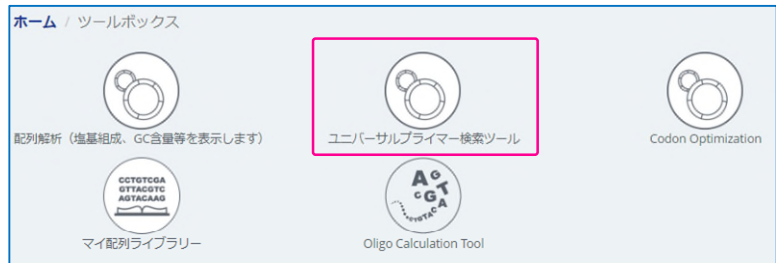 ホーム / ツールボックス
配列解析（塩基組成、GC含量等を表示します）
ユニバーサルプライマー検索ツール
Codon Optimization
CCTGTCGA
GTTACGTC
AGTACAAG
マイ配列ライブラリー
Oligo Calculation Tool